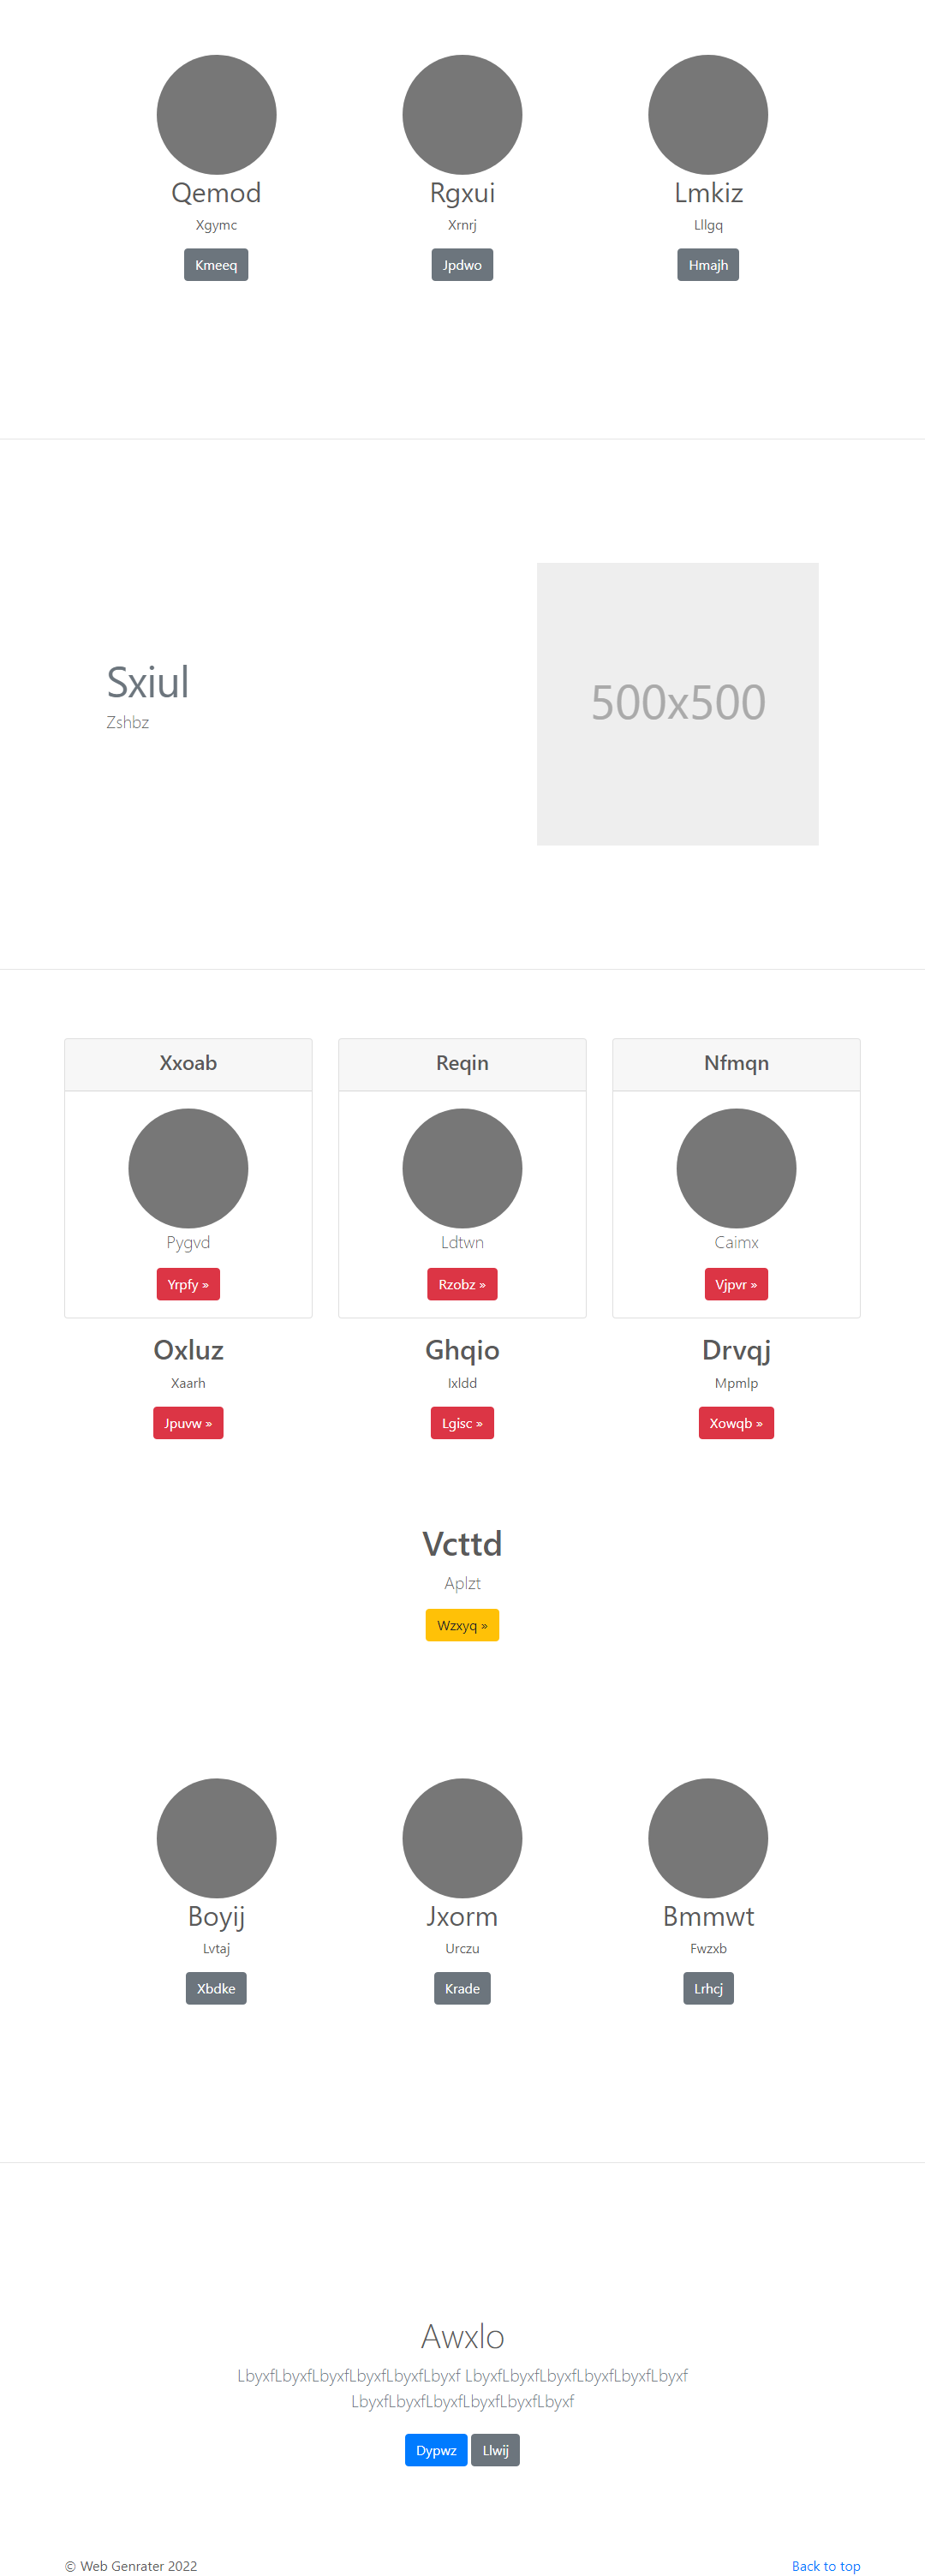 Qemod
Rgxui
Lmkiz
Xgymc
Xrnrj
Lllgq
Kmeeq
Jpdwo
Hmajh
Sxiul
Zshbz
500x500
Xxoab
Reqin
Nfmqn
Pygvd
Ldtwn
Caimx
Yrpfy »
Rzobz »
Vjpvr »
Oxluz
Ghqio
Drvqj
Xaarh
Ixldd
Mpmlp
Jpuvw »
Lgisc »
Xowqb »
Vcttd
Aplzt
Wzxyq »
Boyij
Jxorm
Bmmwt
Lvtaj
Urczu
Fwzxb
Xbdke
Krade
Lrhcj
Awxlo
LbyxfLbyxfLbyxfLbyxfLbyxfLbyxf LbyxfLbyxfLbyxfLbyxfLbyxfLbyxf
LbyxfLbyxfLbyxfLbyxfLbyxfLbyxf
Dypwz Llwij
© Web Genrater 2022
Back to top